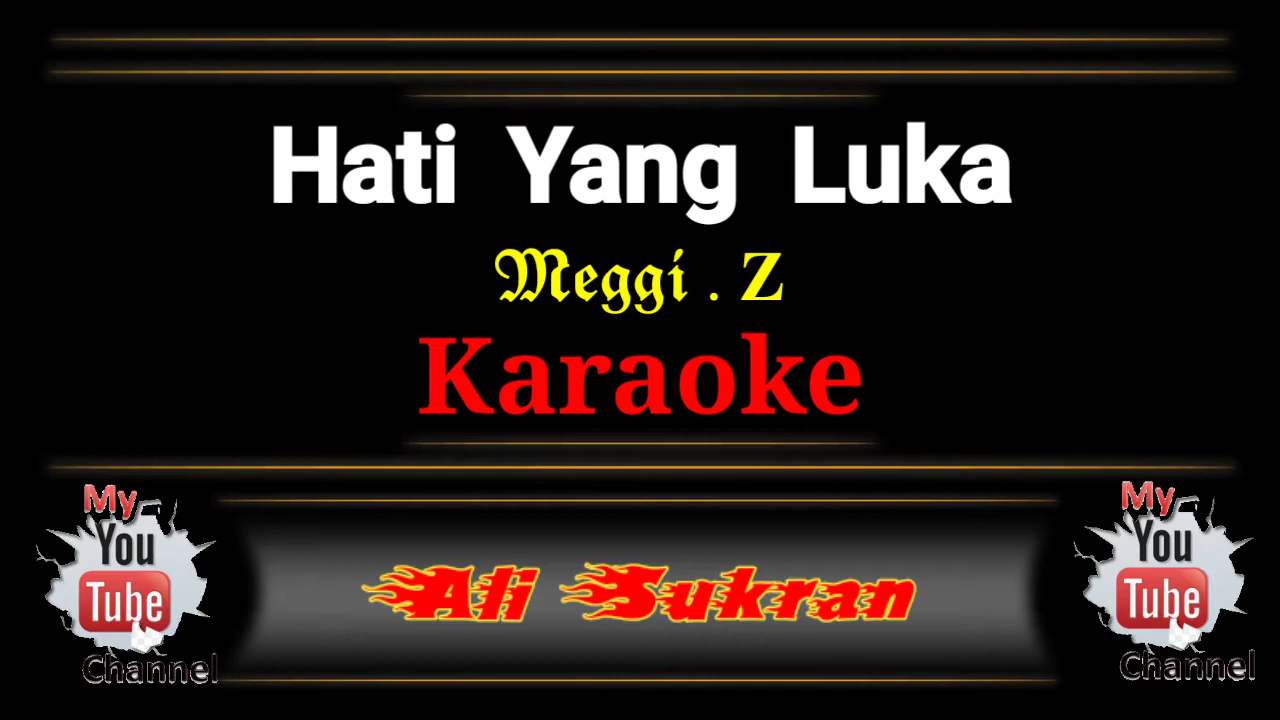 Hati Yang Luka
Meggi . Z
Karaoke
My
You
Tube
Channel
Ali Sukran
My
You
Tube
Channel